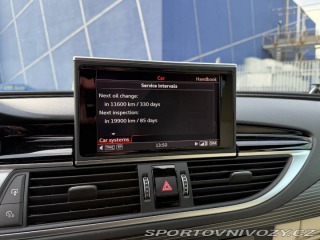 Car
Handbook
Service intervals
Next oil change:
in 11600 km / 330 days
Next inspection:
in 19900 km / 85 days
Car systems
13:50
SPORTOVNIVOZY.CZ